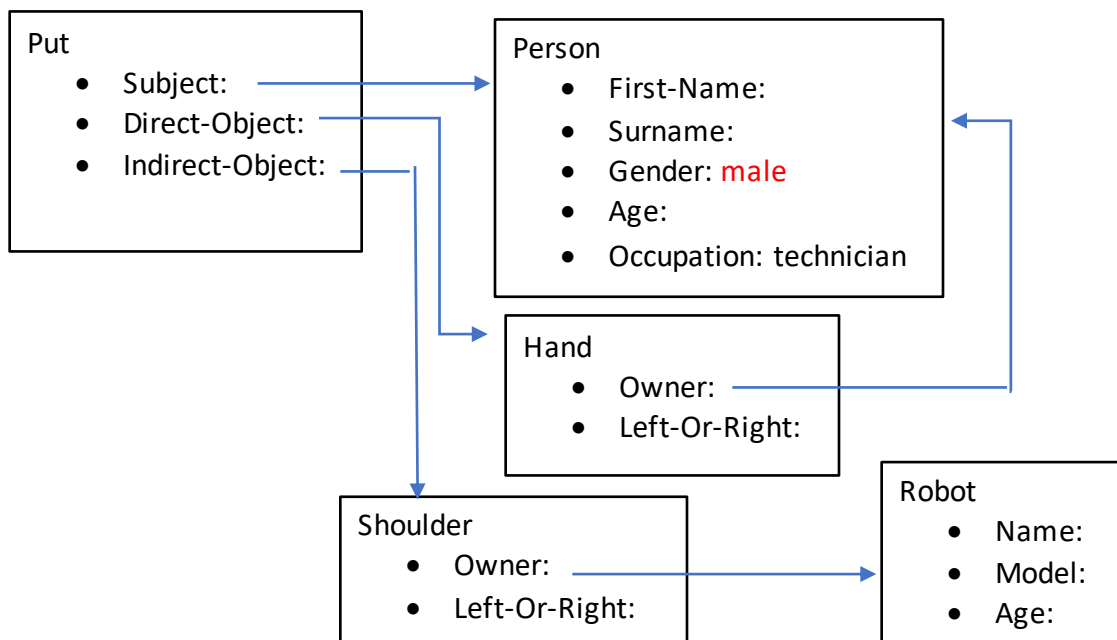 Put
• Subject:
• Direct-Object:
• Indirect-Object:
Person
• First-Name:
• Surname:
• Gender: male
• Age:
• Occupation: technician
Hand
• Owner:
• Left-Or-Right:
Shoulder
• Owner:
• Left-Or-Right:
Robot
• Name:
• Model:
• Age: